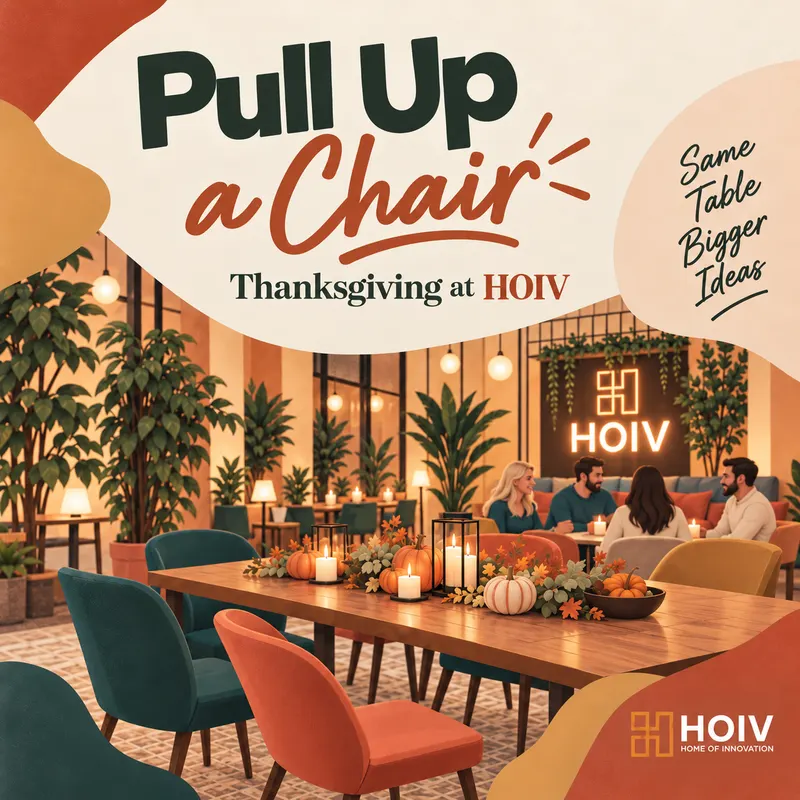 Pull Up
a Chair
Thanksgiving at HOIV
Same
Table
Bigger
Ideas
HOIV
HOIV
HOME OF INNOVATION